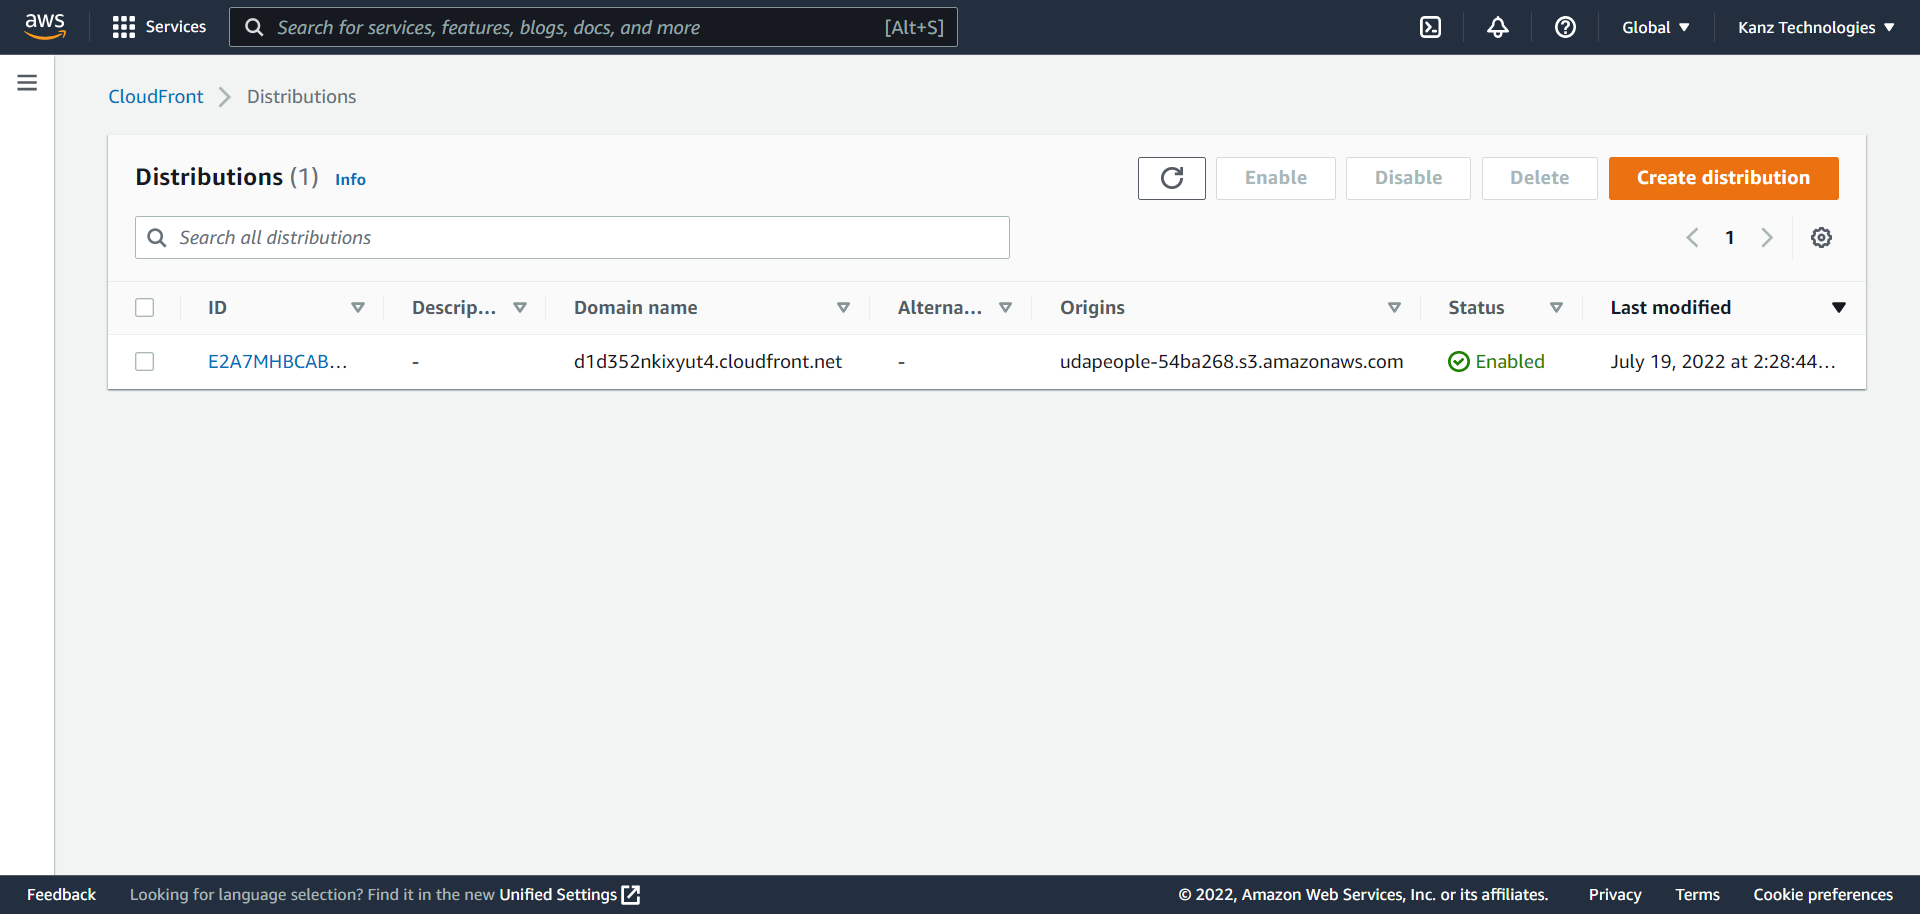 aws Services Search for services, features, blogs, docs, and more [Alt+S] Global Kanz Technologies
CloudFront Distributions
Distributions (1) Info Enable Disable Delete Create distribution
Search all distributions 1
ID Descrip... Domain name Alterna... Origins Status Last modified
E2A7MHBCAB... - d1d352nkixyut4.cloudfront.net - udapeople-54ba268.s3.amazonaws.com Enabled July 19, 2022 at 2:28:44...
Feedback Looking for language selection? Find it in the new Unified Settings © 2022, Amazon Web Services, Inc. or its affiliates. Privacy Terms Cookie preferences